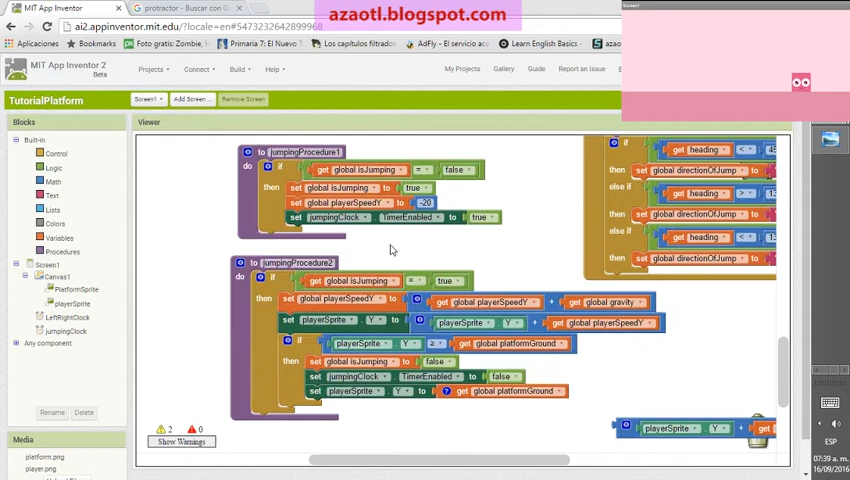 MIT App Inventor
protractor - Buscar con G
azaotl.blogspot.com
Screen1
ai2.appinventor.mit.edu/?locale=en#5473232642899968
Aplicaciones
Foto gratis: Zombie, H
Primaria 7: El Nuevo T
Los capitulos filtrados
AdFly - El servicio ac
Learn English Basics
MIT App Inventor 2
Beta
Projects
Connect
Build
Help
My Projects
Gallery
Guide
Report an Issue
TutorialPlatform
Screen1
Add Screen ...
Remove Screen
Blocks
Viewer
Built-in
Control
Logic
Math
Text
Lists
Colors
Variables
Procedures
Screen1
Canvas1
PlatformSprite
playerSprite
LeftRightClock
jumpingClock
Any component
Rename
Delete
Media
platform.png
player.png
to jumpingProcedure1
do if get global isJumping = false
then set global isJumping to true
set global playerSpeedY to -20
set jumpingClock . TimerEnabled to true
to jumpingProcedure2
do if get global isJumping = true
then set global playerSpeedY to get global playerSpeedY + get global gravity
set playerSprite . Y to playerSprite . Y + get global playerSpeedY
if playerSprite . Y ≥ get global platformGround
then set global isJumping to false
set jumpingClock . TimerEnabled to false
set playerSprite . Y to get global platformGround
if get heading < 45
then set global directionOfJump to
else if get heading >
then set global directionOfJump to
else if get heading <
then set global directionOfJump to
playerSprite . Y + get
2 0
Show Warnings
ESP
07:39 a. m.
16/09/2016